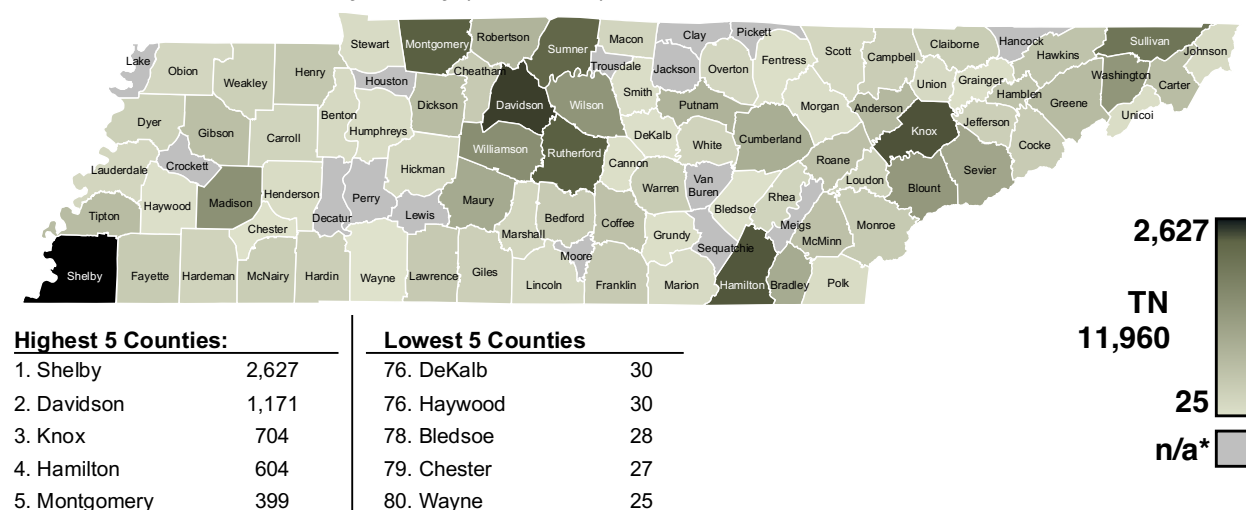 Stewart
Montgomery
Robertson
Sumner
Macon
Clay
Pickett
Scott
Campbell
Claiborne
Hancock
Hawkins
Sullivan
Johnson
Lake
Obion
Weakley
Henry
Houston
Cheatham
Trousdale
Jackson
Overton
Fentress
Union
Grainger
Hamblen
Washington
Carter
Greene
Unicoi
Dyer
Gibson
Carroll
Benton
Humphreys
Dickson
Davidson
Wilson
Smith
Putnam
Morgan
Anderson
Knox
Jefferson
Cocke
DeKalb
White
Cumberland
Lauderdale
Crockett
Hickman
Williamson
Rutherford
Cannon
Roane
Loudon
Blount
Sevier
Haywood
Madison
Henderson
Decatur
Perry
Lewis
Maury
Warren
Van
Buren
Bledsoe
Rhea
Tipton
Chester
Marshall
Bedford
Coffee
Grundy
Sequatchie
Meigs
McMinn
Monroe
Moore
Shelby
Fayette
Hardeman
McNairy
Hardin
Wayne
Lawrence
Giles
Lincoln
Franklin
Marion
Hamilton
Bradley
Polk
2,627
TN
11,960
25
n/a*
Highest 5 Counties:
1. Shelby 2,627
2. Davidson 1,171
3. Knox 704
4. Hamilton 604
5. Montgomery 399
Lowest 5 Counties
76. DeKalb 30
76. Haywood 30
78. Bledsoe 28
79. Chester 27
80. Wayne 25